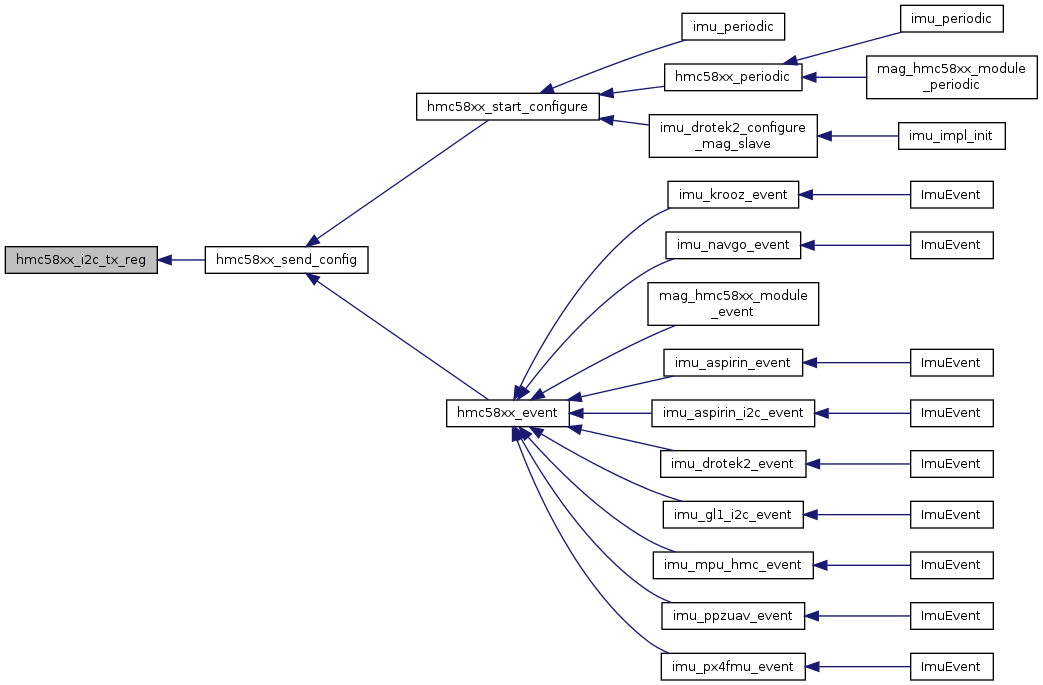 imu_periodic
imu_periodic
hmc58xx_periodic
mag_hmc58xx_module
_periodic
hmc58xx_start_configure
imu_drotek2_configure
_mag_slave
imu_impl_init
imu_krooz_event
ImuEvent
imu_navgo_event
ImuEvent
hmc58xx_i2c_tx_reg
hmc58xx_send_config
mag_hmc58xx_module
_event
imu_aspirin_event
ImuEvent
hmc58xx_event
imu_aspirin_i2c_event
ImuEvent
imu_drotek2_event
ImuEvent
imu_gl1_i2c_event
ImuEvent
imu_mpu_hmc_event
ImuEvent
imu_ppzuav_event
ImuEvent
imu_px4fmu_event
ImuEvent